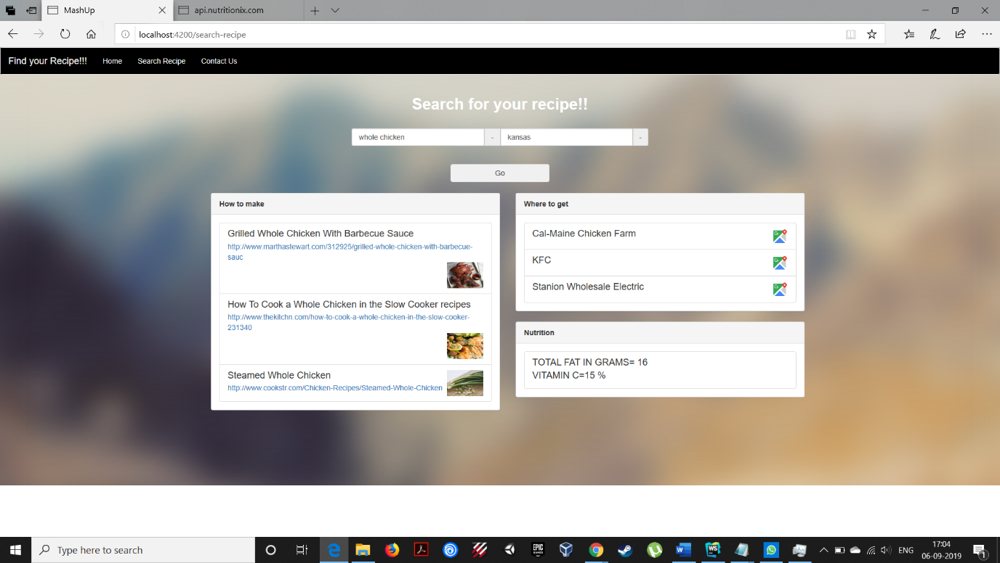 MashUp
api.nutritionix.com
localhost:4200/search-recipe
Find your Recipe!!!
Home
Search Recipe
Contact Us
Search for your recipe!!
whole chicken
-
kansas
-
Go
How to make
Grilled Whole Chicken With Barbecue Sauce
http://www.marthastewart.com/312925/grilled-whole-chicken-with-barbecue-
sauc
How To Cook a Whole Chicken in the Slow Cooker recipes
http://www.thekitchn.com/how-to-cook-a-whole-chicken-in-the-slow-cooker-
231340
Steamed Whole Chicken
http://www.cookstr.com/Chicken-Recipes/Steamed-Whole-Chicken
Where to get
Cal-Maine Chicken Farm
KFC
Stanion Wholesale Electric
Nutrition
TOTAL FAT IN GRAMS= 16
VITAMIN C=15 %
Type here to search
EPIC
GAMES
WS
ENG
17:04
06-09-2019
1